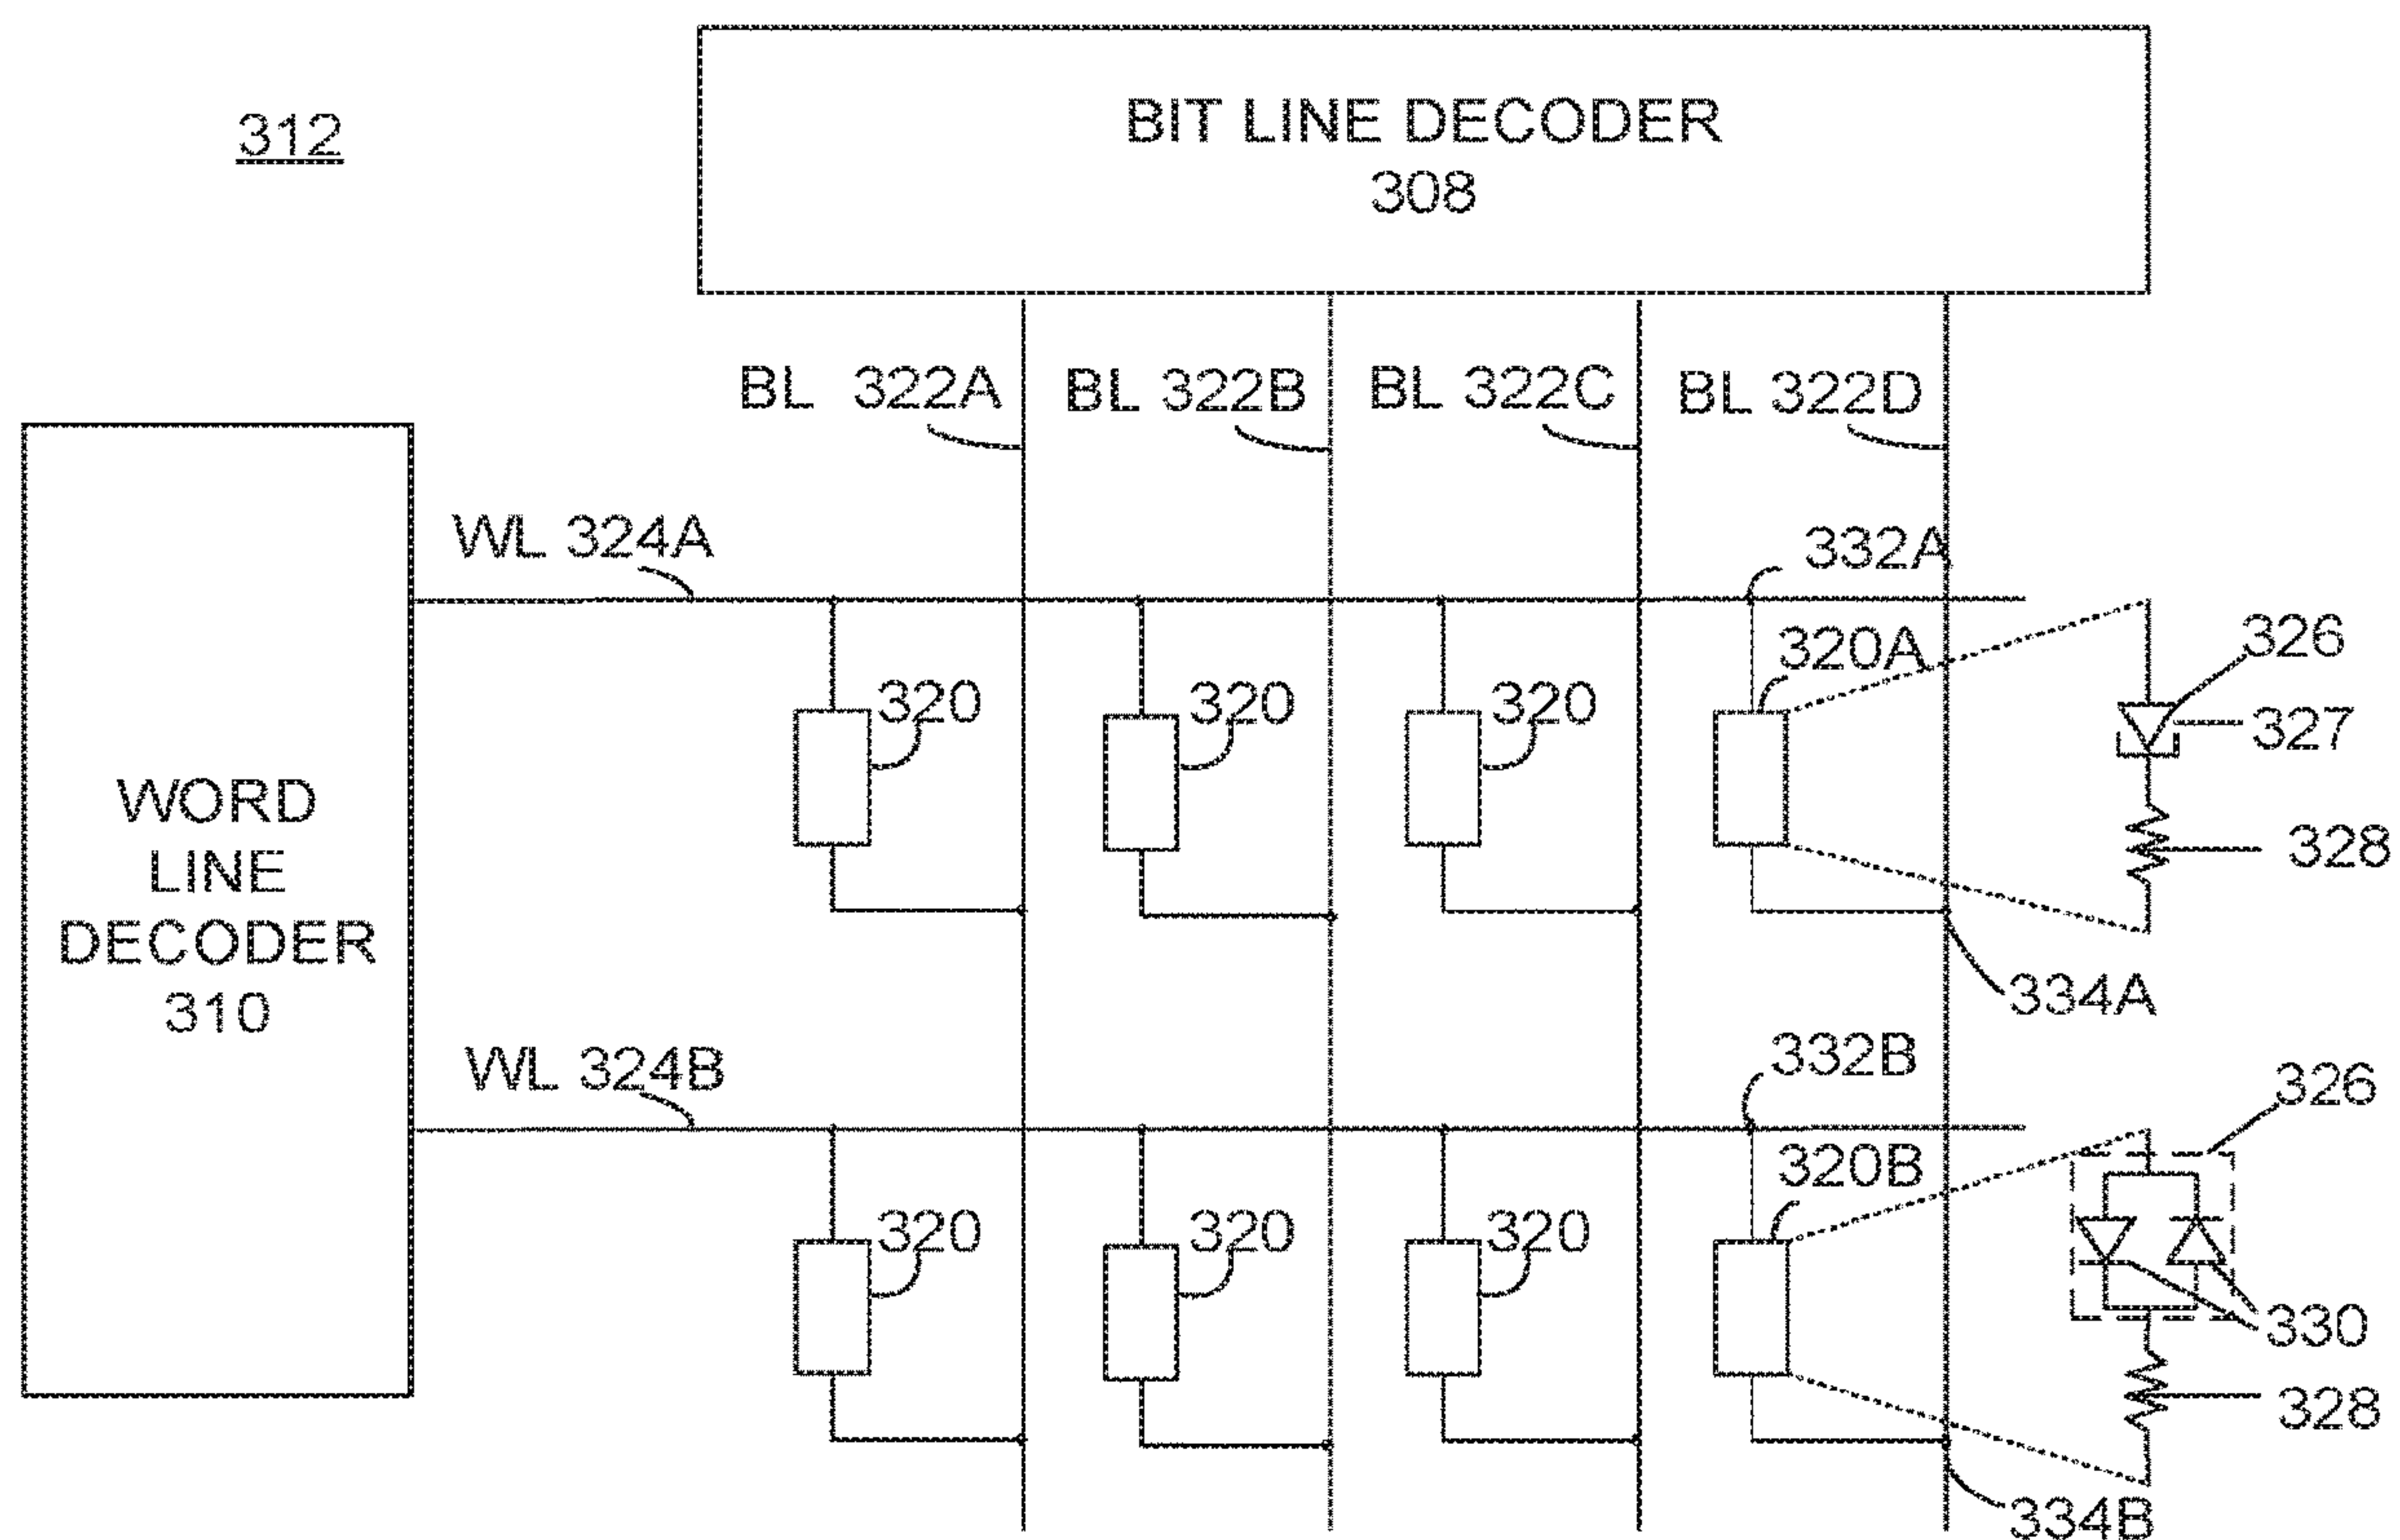 312
BIT LINE DECODER
308
BL 322A
BL 322B
BL 322C
BL 322D
WL 324A
332A
320A
326
320
320
320
327
328
WORD
LINE
DECODER
310
334A
WL 324B
332B
326
320B
320
320
320
330
328
334B